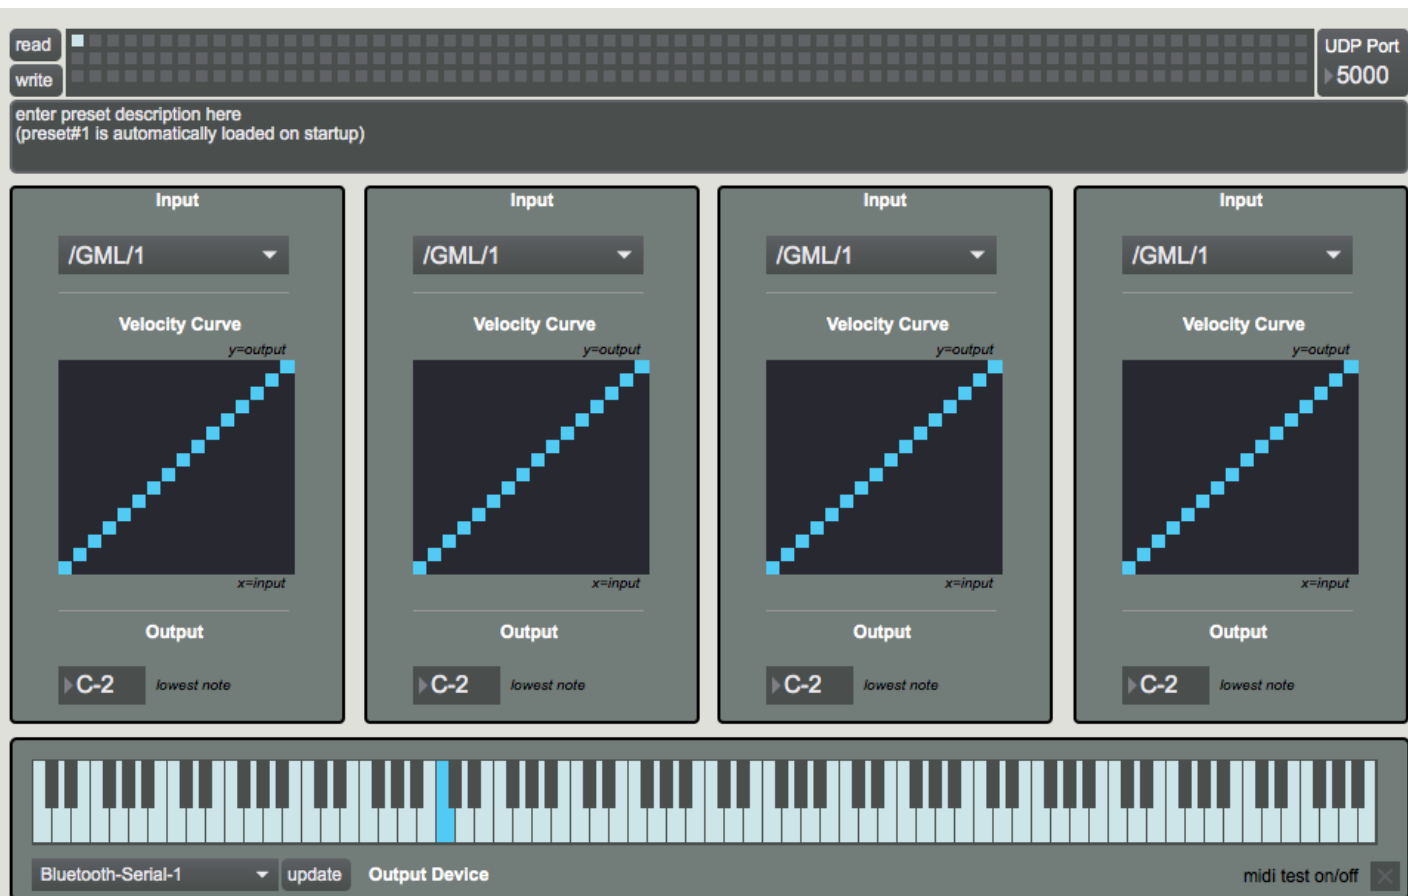 read
write
UDP Port
5000
enter preset description here
(preset#1 is automatically loaded on startup)
Input Input Input Input
/GML/1 /GML/1 /GML/1 /GML/1
Velocity Curve Velocity Curve Velocity Curve Velocity Curve
y=output y=output y=output y=output
x=input x=input x=input x=input
Output Output Output Output
C-2 lowest note C-2 lowest note C-2 lowest note C-2 lowest note
Bluetooth-Serial-1 update Output Device midi test on/off